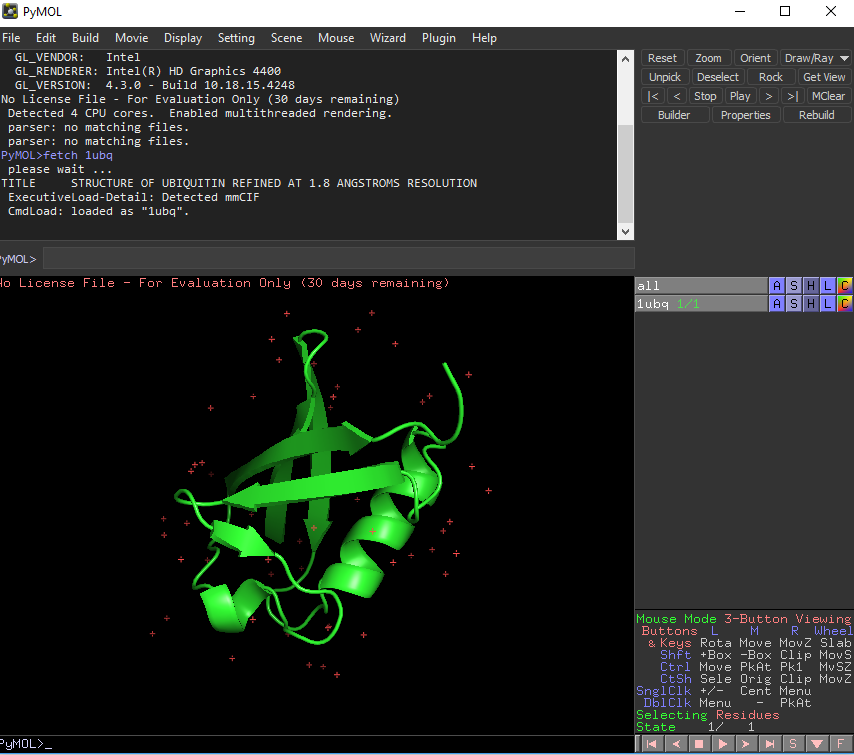 PyMOL
File Edit Build Movie Display Setting Scene Mouse Wizard Plugin Help
GL_VENDOR: Intel
GL_RENDERER: Intel(R) HD Graphics 4400
GL_VERSION: 4.3.0 - Build 10.18.15.4248
No License File - For Evaluation Only (30 days remaining)
Detected 4 CPU cores. Enabled multithreaded rendering.
parser: no matching files.
parser: no matching files.
PyMOL>fetch 1ubq
please wait ...
TITLE STRUCTURE OF UBIQUITIN REFINED AT 1.8 ANGSTROMS RESOLUTION
ExecutiveLoad-Detail: Detected mmCIF
CmdLoad: loaded as "1ubq".
PyMOL>
Reset Zoom Orient Draw/Ray
Unpick Deselect Rock Get View
|< < Stop Play > >| MClear
Builder Properties Rebuild
No License File - For Evaluation Only (30 days remaining)
all A S H L C
1ubq 1/1 A S H L C
Mouse Mode 3-Button Viewing
Buttons L M R Wheel
& Keys Rota Move MovZ Slab
Shft +Box -Box Clip MovS
Ctrl Move PkAt Pk1 MvSZ
CtSh Sele Orig Clip MovZ
SnglClk +/- Cent Menu
DblClk Menu - PkAt
Selecting Residues
State 1/ 1
PyMOL>_
S F